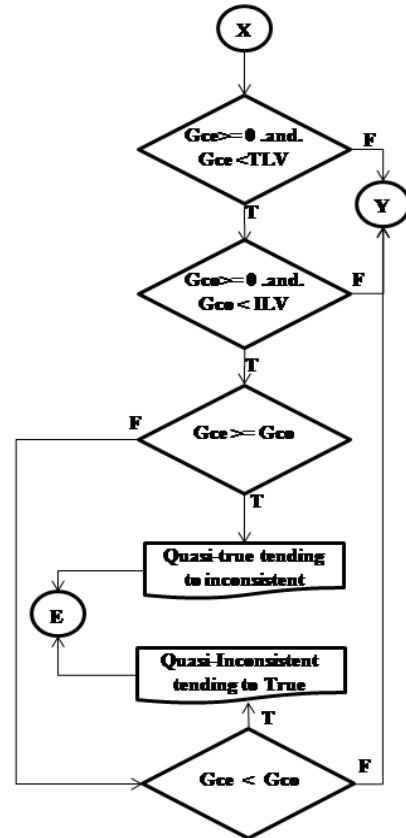 X
Gce>=0 .and.
Gce <TLV
F
T
Y
Gco>=0 .and.
Gco < ILV
F
T
F
Gce >= Gco
T
Quasi-true tending
to inconsistent
E
Quasi-Inconsistent
tending to True
T
Gce < Gco
F